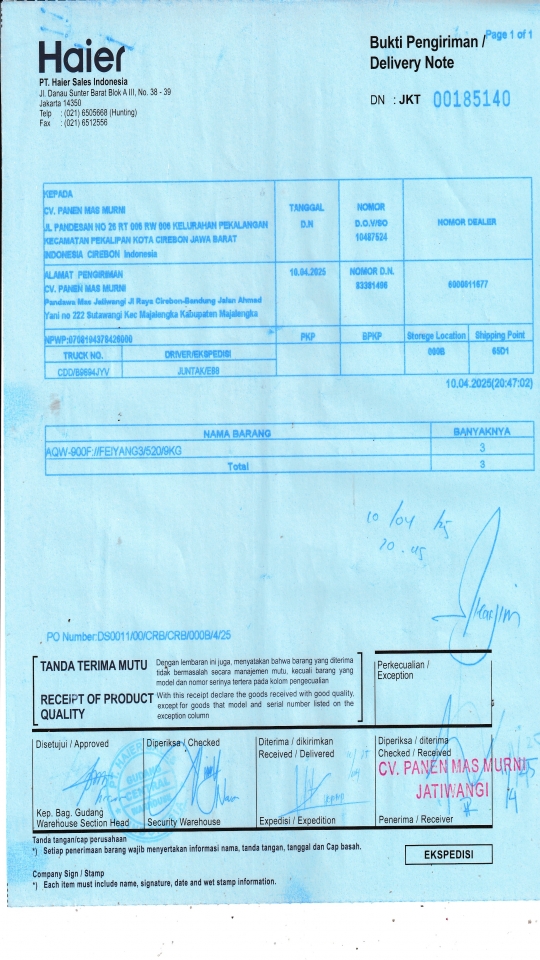 Page 1 of 1
Haier
Bukti Pengiriman /
Delivery Note
PT. Haier Sales Indonesia
Jl. Danau Sunter Barat Blok A III, No. 38 - 39
Jakarta 14350
Telp : (021) 6505668 (Hunting)
Fax : (021) 6512556
DN : JKT 00185140
KEPADA
CV. PANEN MAS MURNI
JL PANDESAN NO 26 RT 006 RW 006 KELURAHAN PEKALANGAN
KECAMATAN PEKALIPAN KOTA CIREBON JAWA BARAT
INDONESIA CIREBON Indonesia
TANGGAL
D.N
NOMOR
D.O.V/SO
10487524
NOMOR DEALER
ALAMAT PENGIRIMAN
CV. PANEN MAS MURNI
Pandawa Mas Jatiwangi Jl Raya Cirebon-Bandung Jalan Ahmad
Yani no 222 Sutawangi Kec Majalengka Kabupaten Majalengka
10.04.2025
NOMOR D.N.
83381466
6000811677
NPWP:0768194378426000
PKP
BPKP
Storage Location
Shipping Point
TRUCK NO.
DRIVER/EKSPEDISI
000B
65D1
CDD/B9694JYV
JUNTAK/E88
10.04.2025(20:47:02)
NAMA BARANG
BANYAKNYA
AQW-900F://FEIYANG3/520/9KG
3
Total
3
10/04 25
20.45
PO Number:DS0011/00/CRB/CRB/000B/4/25
TANDA TERIMA MUTU
Dengan lembaran ini juga, menyatakan bahwa barang yang diterima
tidak bermasalah secara manajemen mutu, kecuali barang yang
model dan nomor serinya tertera pada kolom pengecualian
RECEIPT OF PRODUCT
QUALITY
With this receipt declare the goods received with good quality,
except for goods that model and serial number listed on the
exception column
Perkecualian /
Exception
Disetujui / Approved
Diperiksa / Checked
Diterima / dikirimkan
Received / Delivered
Diperiksa / diterima
Checked / Received
GUDANG
CENTRAL
CV. PANEN MAS MURNI
JATIWANGI
Kep. Bag. Gudang
Warehouse Section Head
Security Warehouse
Expedisi / Expedition
Penerima / Receiver
Tanda tangan/cap perusahaan
*) Setiap penerimaan barang wajib menyertakan informasi nama, tanda tangan, tanggal dan Cap basah.
EKSPEDISI
Company Sign / Stamp
*) Each item must include name, signature, date and wet stamp information.